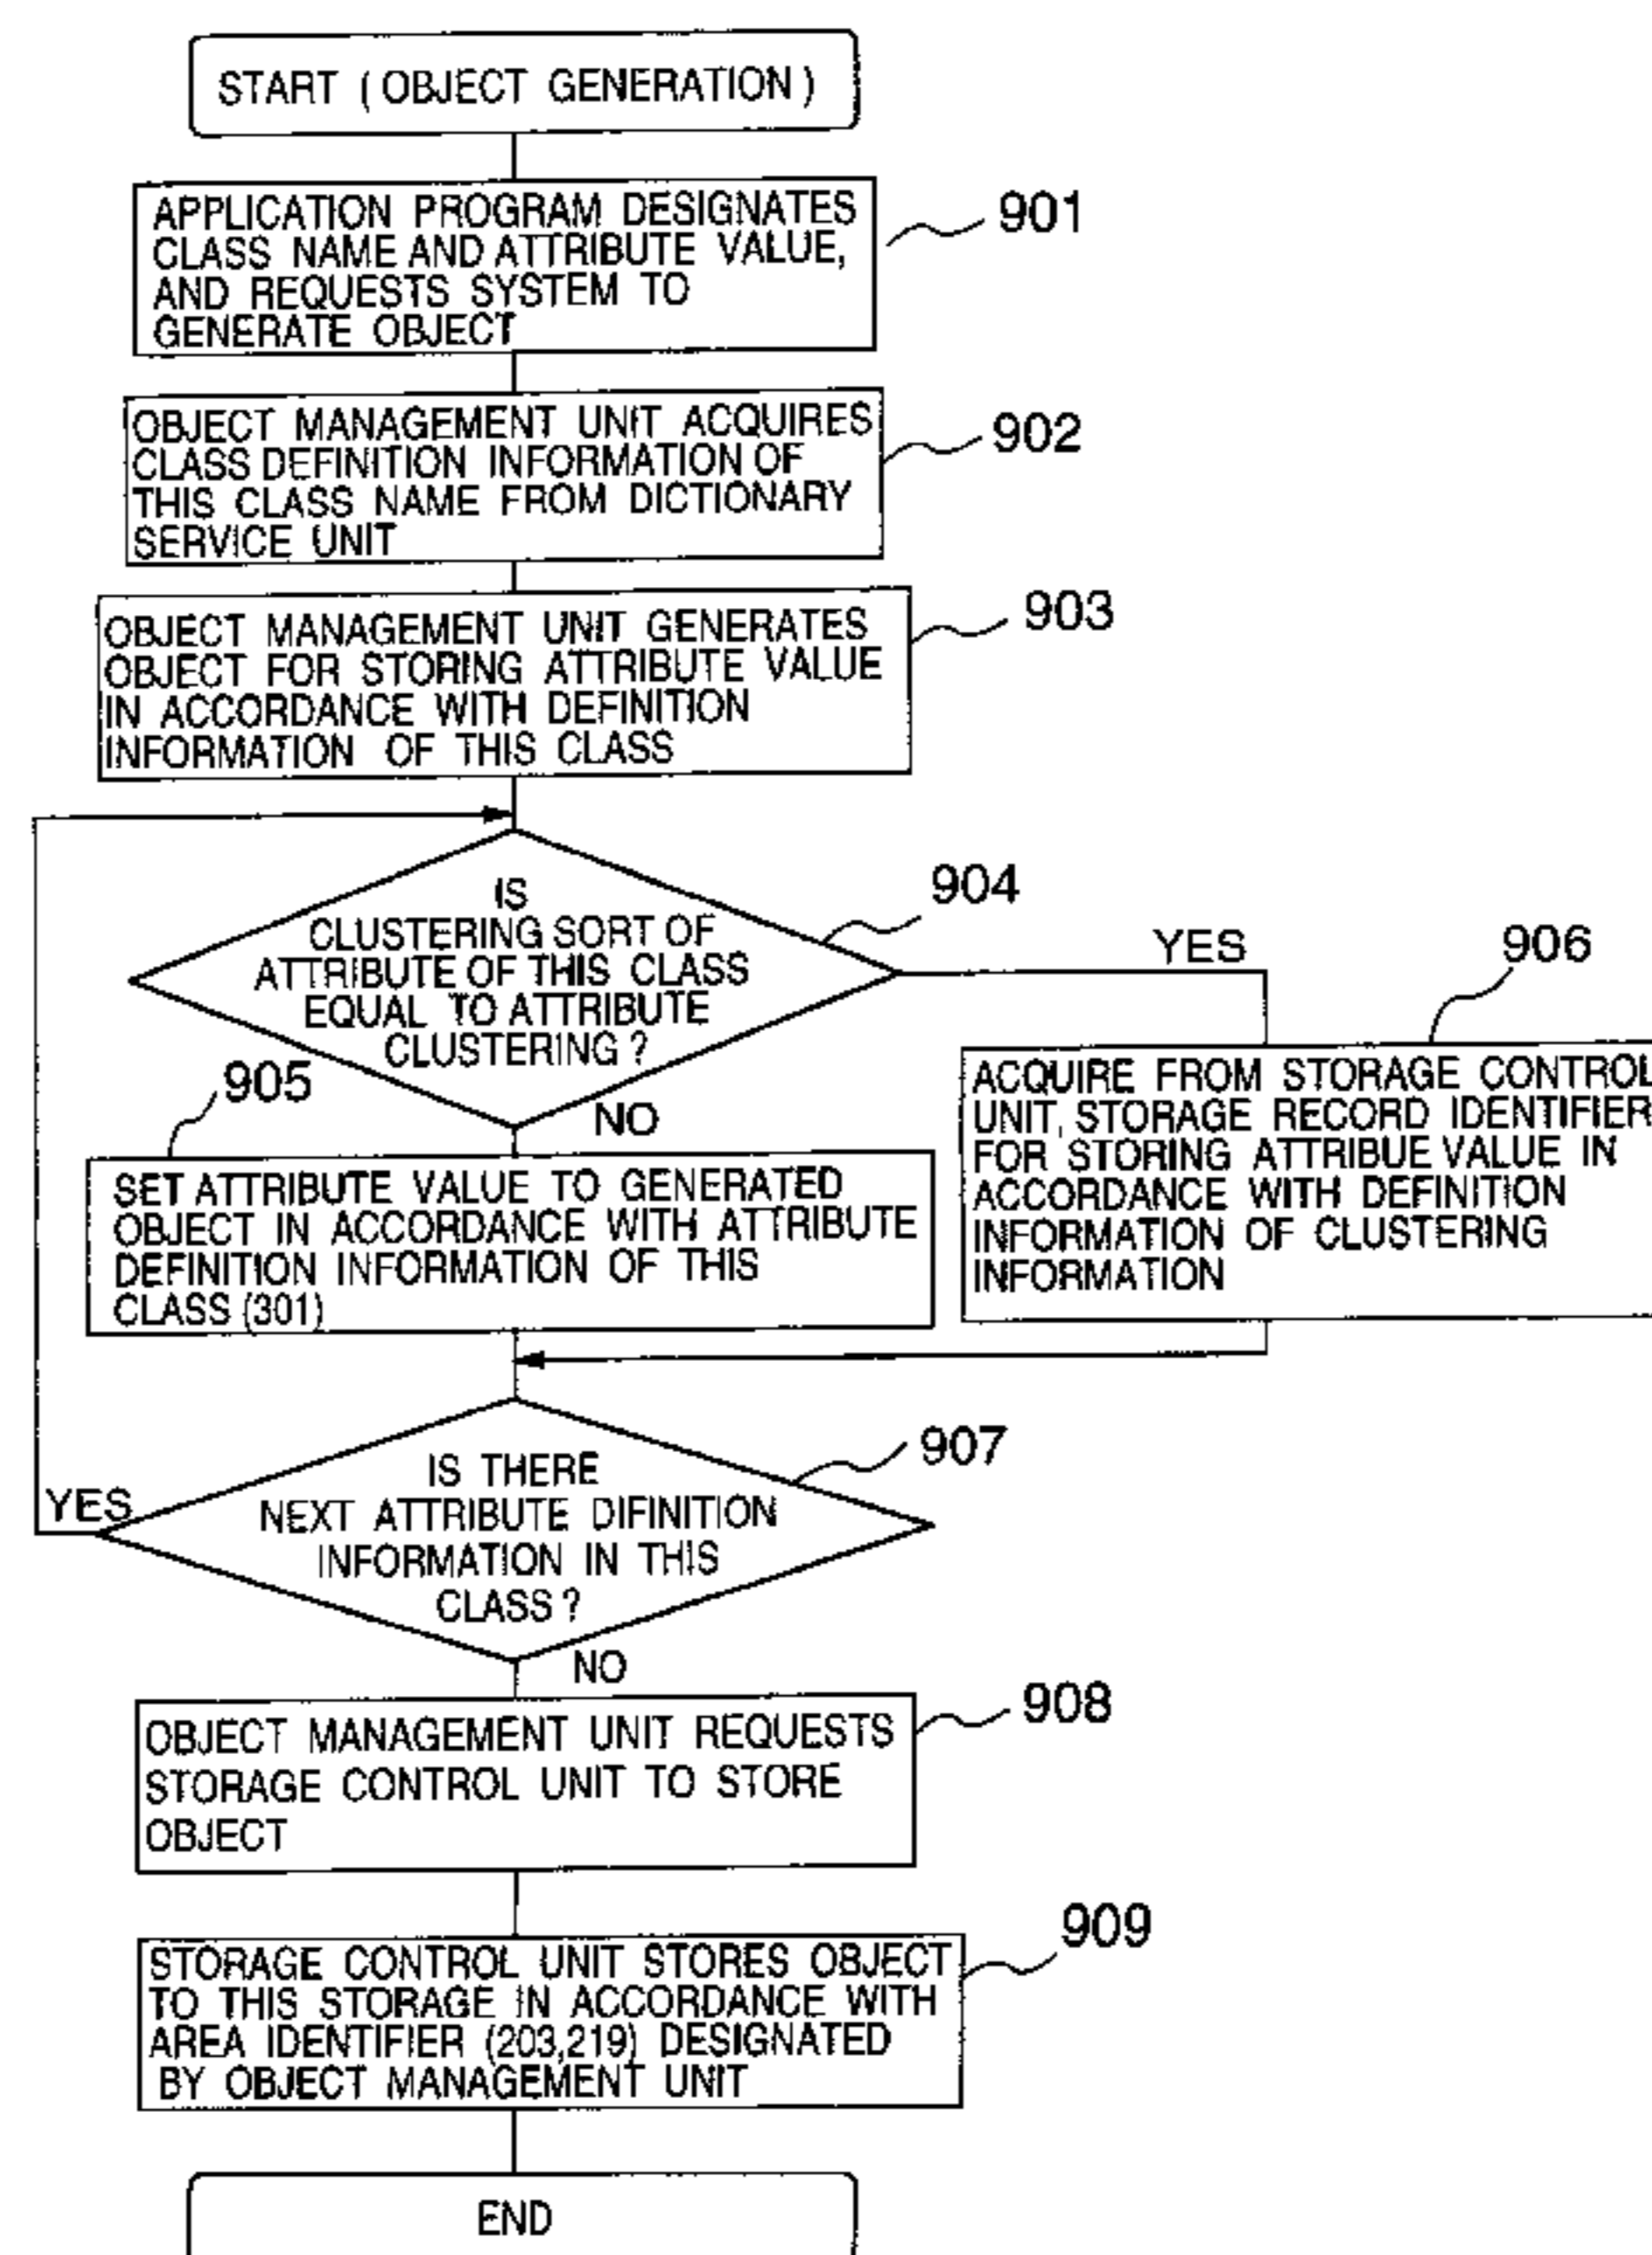 START ( OBJECT GENERATION )
APPLICATION PROGRAM DESIGNATES
CLASS NAME AND ATTRIBUTE VALUE,
AND REQUESTS SYSTEM TO
GENERATE OBJECT
901
OBJECT MANAGEMENT UNIT ACQUIRES
CLASS DEFINITION INFORMATION OF
THIS CLASS NAME FROM DICTIONARY
SERVICE UNIT
902
OBJECT MANAGEMENT UNIT GENERATES
OBJECT FOR STORING ATTRIBUTE VALUE
IN ACCORDANCE WITH DEFINITION
INFORMATION OF THIS CLASS
903
IS
CLUSTERING SORT OF
ATTRIBUTE OF THIS CLASS
EQUAL TO ATTRIBUTE
CLUSTERING ?
904
YES
906
905
NO
ACQUIRE FROM STORAGE CONTROL
UNIT, STORAGE RECORD IDENTIFIER
FOR STORING ATTRIBUE VALUE IN
ACCORDANCE WITH DEFINITION
INFORMATION OF CLUSTERING
INFORMATION
SET ATTRIBUTE VALUE TO GENERATED
OBJECT IN ACCORDANCE WITH ATTRIBUTE
DEFINITION INFORMATION OF THIS
CLASS (301)
907
YES
IS THERE
NEXT ATTRIBUTE DIFINITION
INFORMATION IN THIS
CLASS ?
NO
908
OBJECT MANAGEMENT UNIT REQUESTS
STORAGE CONTROL UNIT TO STORE
OBJECT
909
STORAGE CONTROL UNIT STORES OBJECT
TO THIS STORAGE IN ACCORDANCE WITH
AREA IDENTIFIER (203,219) DESIGNATED
BY OBJECT MANAGEMENT UNIT
END